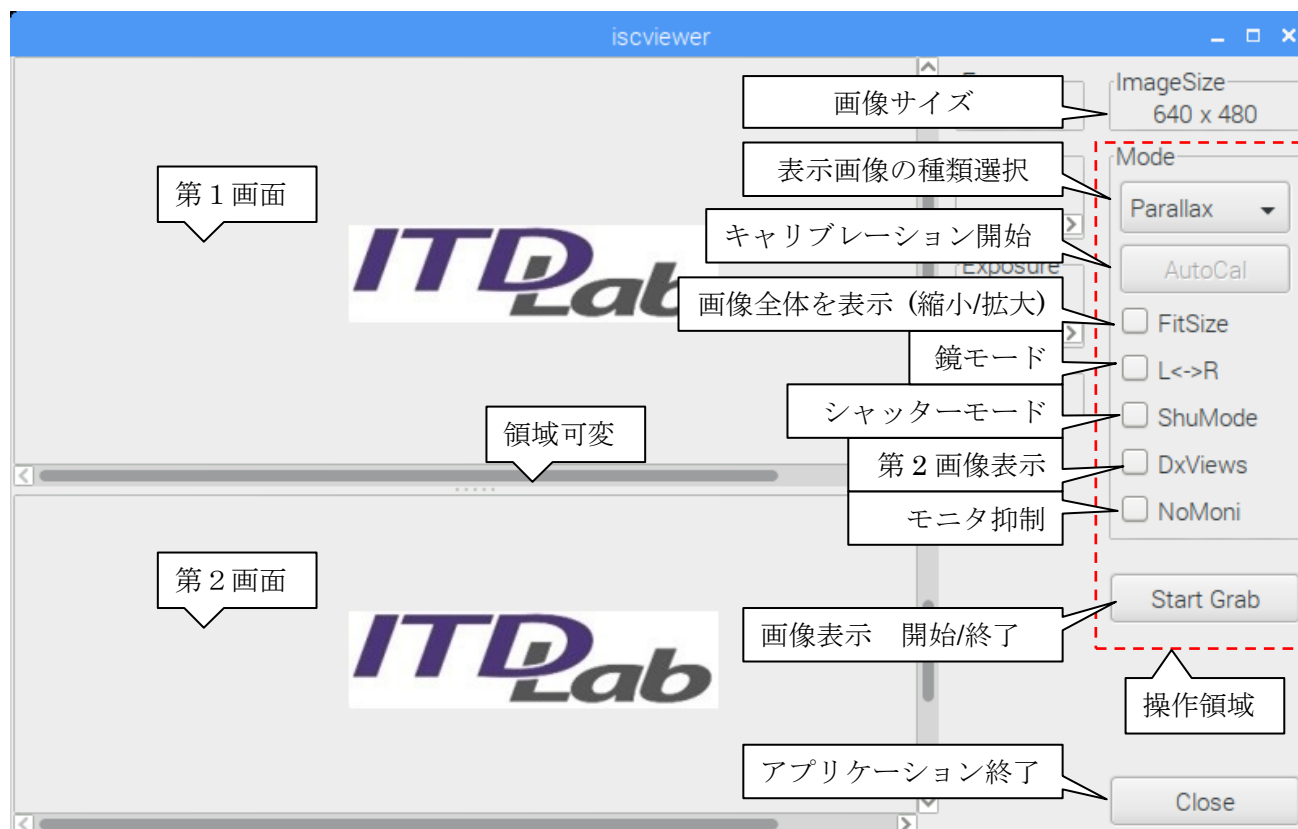 iscviewer
画像サイズ
ImageSize
640 x 480
第１画面
表示画像の種類選択
Mode
Parallax
キャリブレーション開始
AutoCal
ITD Lab
Exposure
画像全体を表示 (縮小/拡大)
FitSize
鏡モード
L<->R
シャッターモード
ShuMode
領域可変
第２画像表示
DxViews
モニタ抑制
NoMoni
第２画面
ITD Lab
画像表示　開始/終了
Start Grab
操作領域
アプリケーション終了
Close